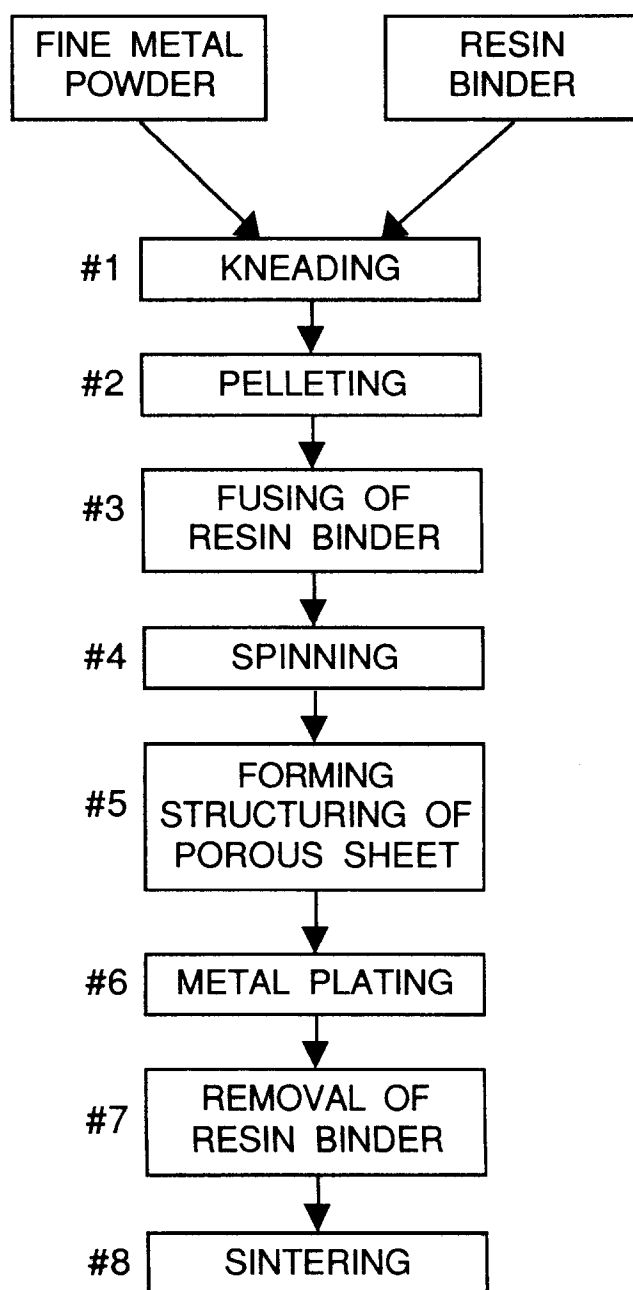 FINE METAL
POWDER
RESIN
BINDER
#1 KNEADING
#2 PELLETING
#3 FUSING OF
RESIN BINDER
#4 SPINNING
#5 FORMING
STRUCTURING OF
POROUS SHEET
#6 METAL PLATING
#7 REMOVAL OF
RESIN BINDER
#8 SINTERING